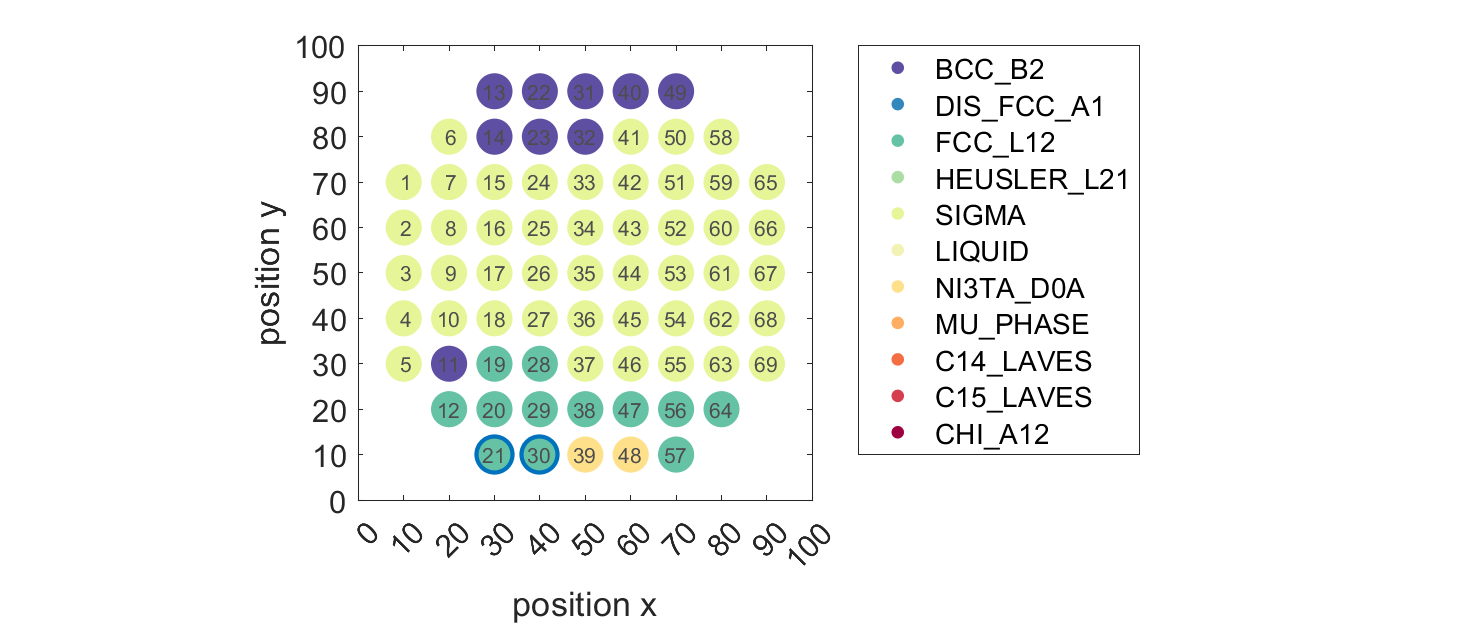 100
90
80
70
60
50
40
30
20
10
0
position y
13 22 31 40 49
6 14 23 32 41 50 58
1 7 15 24 33 42 51 59 65
2 8 16 25 34 43 52 60 66
3 9 17 26 35 44 53 61 67
4 10 18 27 36 45 54 62 68
5 11 19 28 37 46 55 63 69
12 20 29 38 47 56 64
21 30 39 48 57
0 10 20 30 40 50 60 70 80 90 100
position x
BCC_B2
DIS_FCC_A1
FCC_L12
HEUSLER_L21
SIGMA
LIQUID
NI3TA_D0A
MU_PHASE
C14_LAVES
C15_LAVES
CHI_A12